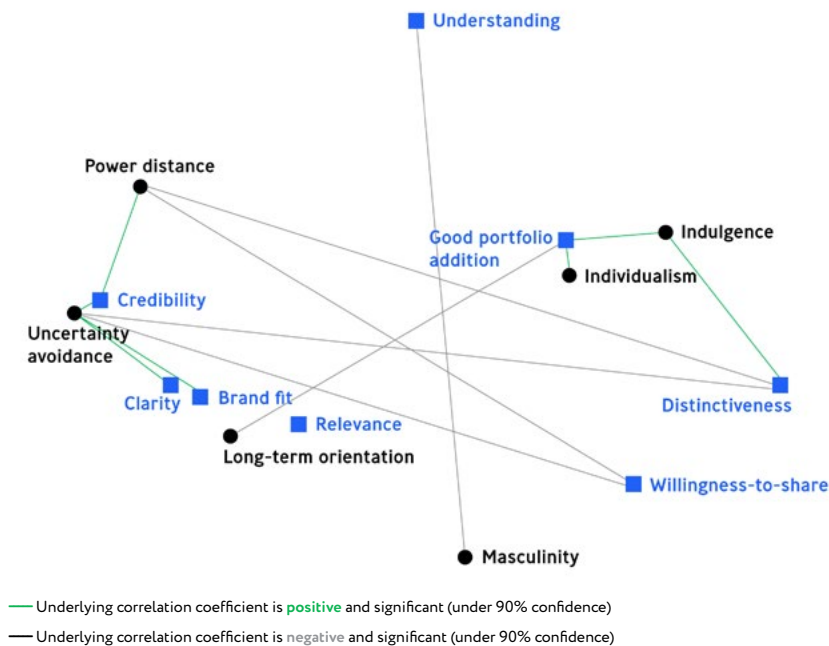 Understanding
Power distance
Good portfolio
addition
Indulgence
Individualism
Credibility
Uncertainty
avoidance
Clarity
Brand fit
Distinctiveness
Relevance
Long-term orientation
Willingness-to-share
Masculinity
Underlying correlation coefficient is positive and significant (under 90% confidence)
Underlying correlation coefficient is negative and significant (under 90% confidence)